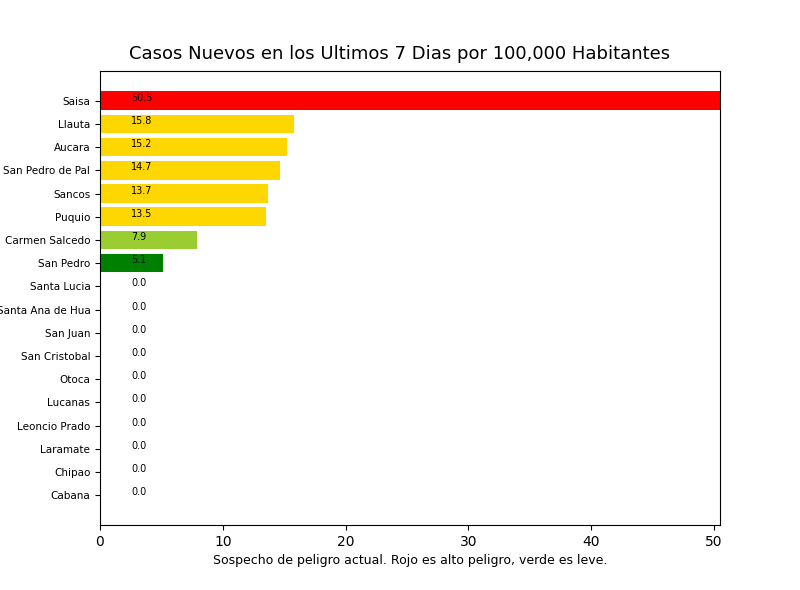 Casos Nuevos en los Ultimos 7 Dias por 100,000 Habitantes
Saisa 50.5
Llauta 15.8
Aucara 15.2
San Pedro de Pal 14.7
Sancos 13.7
Puquio 13.5
Carmen Salcedo 7.9
San Pedro 5.1
Santa Lucia 0.0
Santa Ana de Hua 0.0
San Juan 0.0
San Cristobal 0.0
Otoca 0.0
Lucanas 0.0
Leoncio Prado 0.0
Laramate 0.0
Chipao 0.0
Cabana 0.0
0 10 20 30 40 50
Sospecho de peligro actual. Rojo es alto peligro, verde es leve.